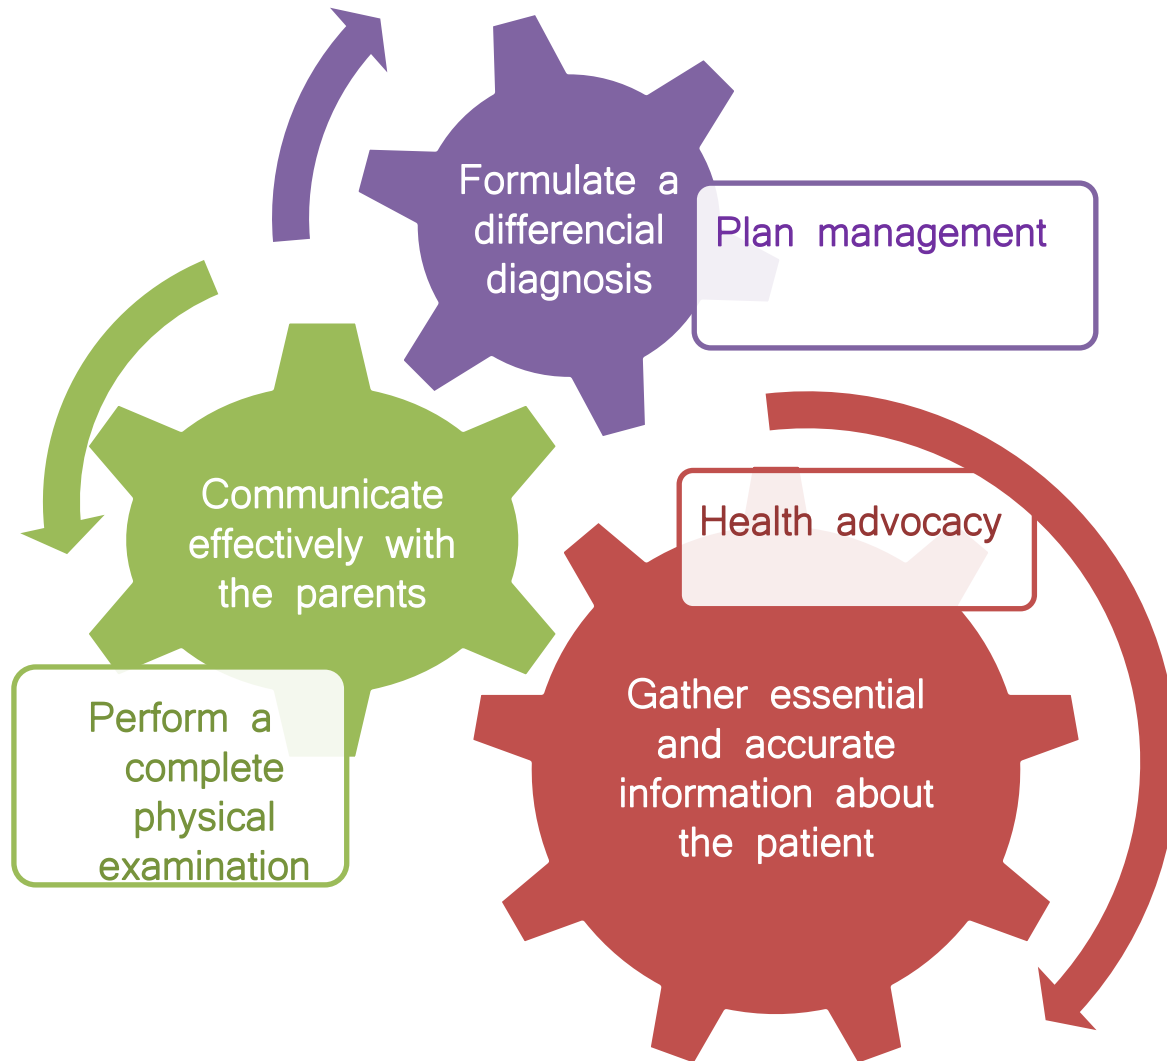 Formulate a
differencial
diagnosis
Plan management
Communicate
effectively with
the parents
Perform a
complete
physical
examination
Health advocacy
Gather essential
and accurate
information about
the patient